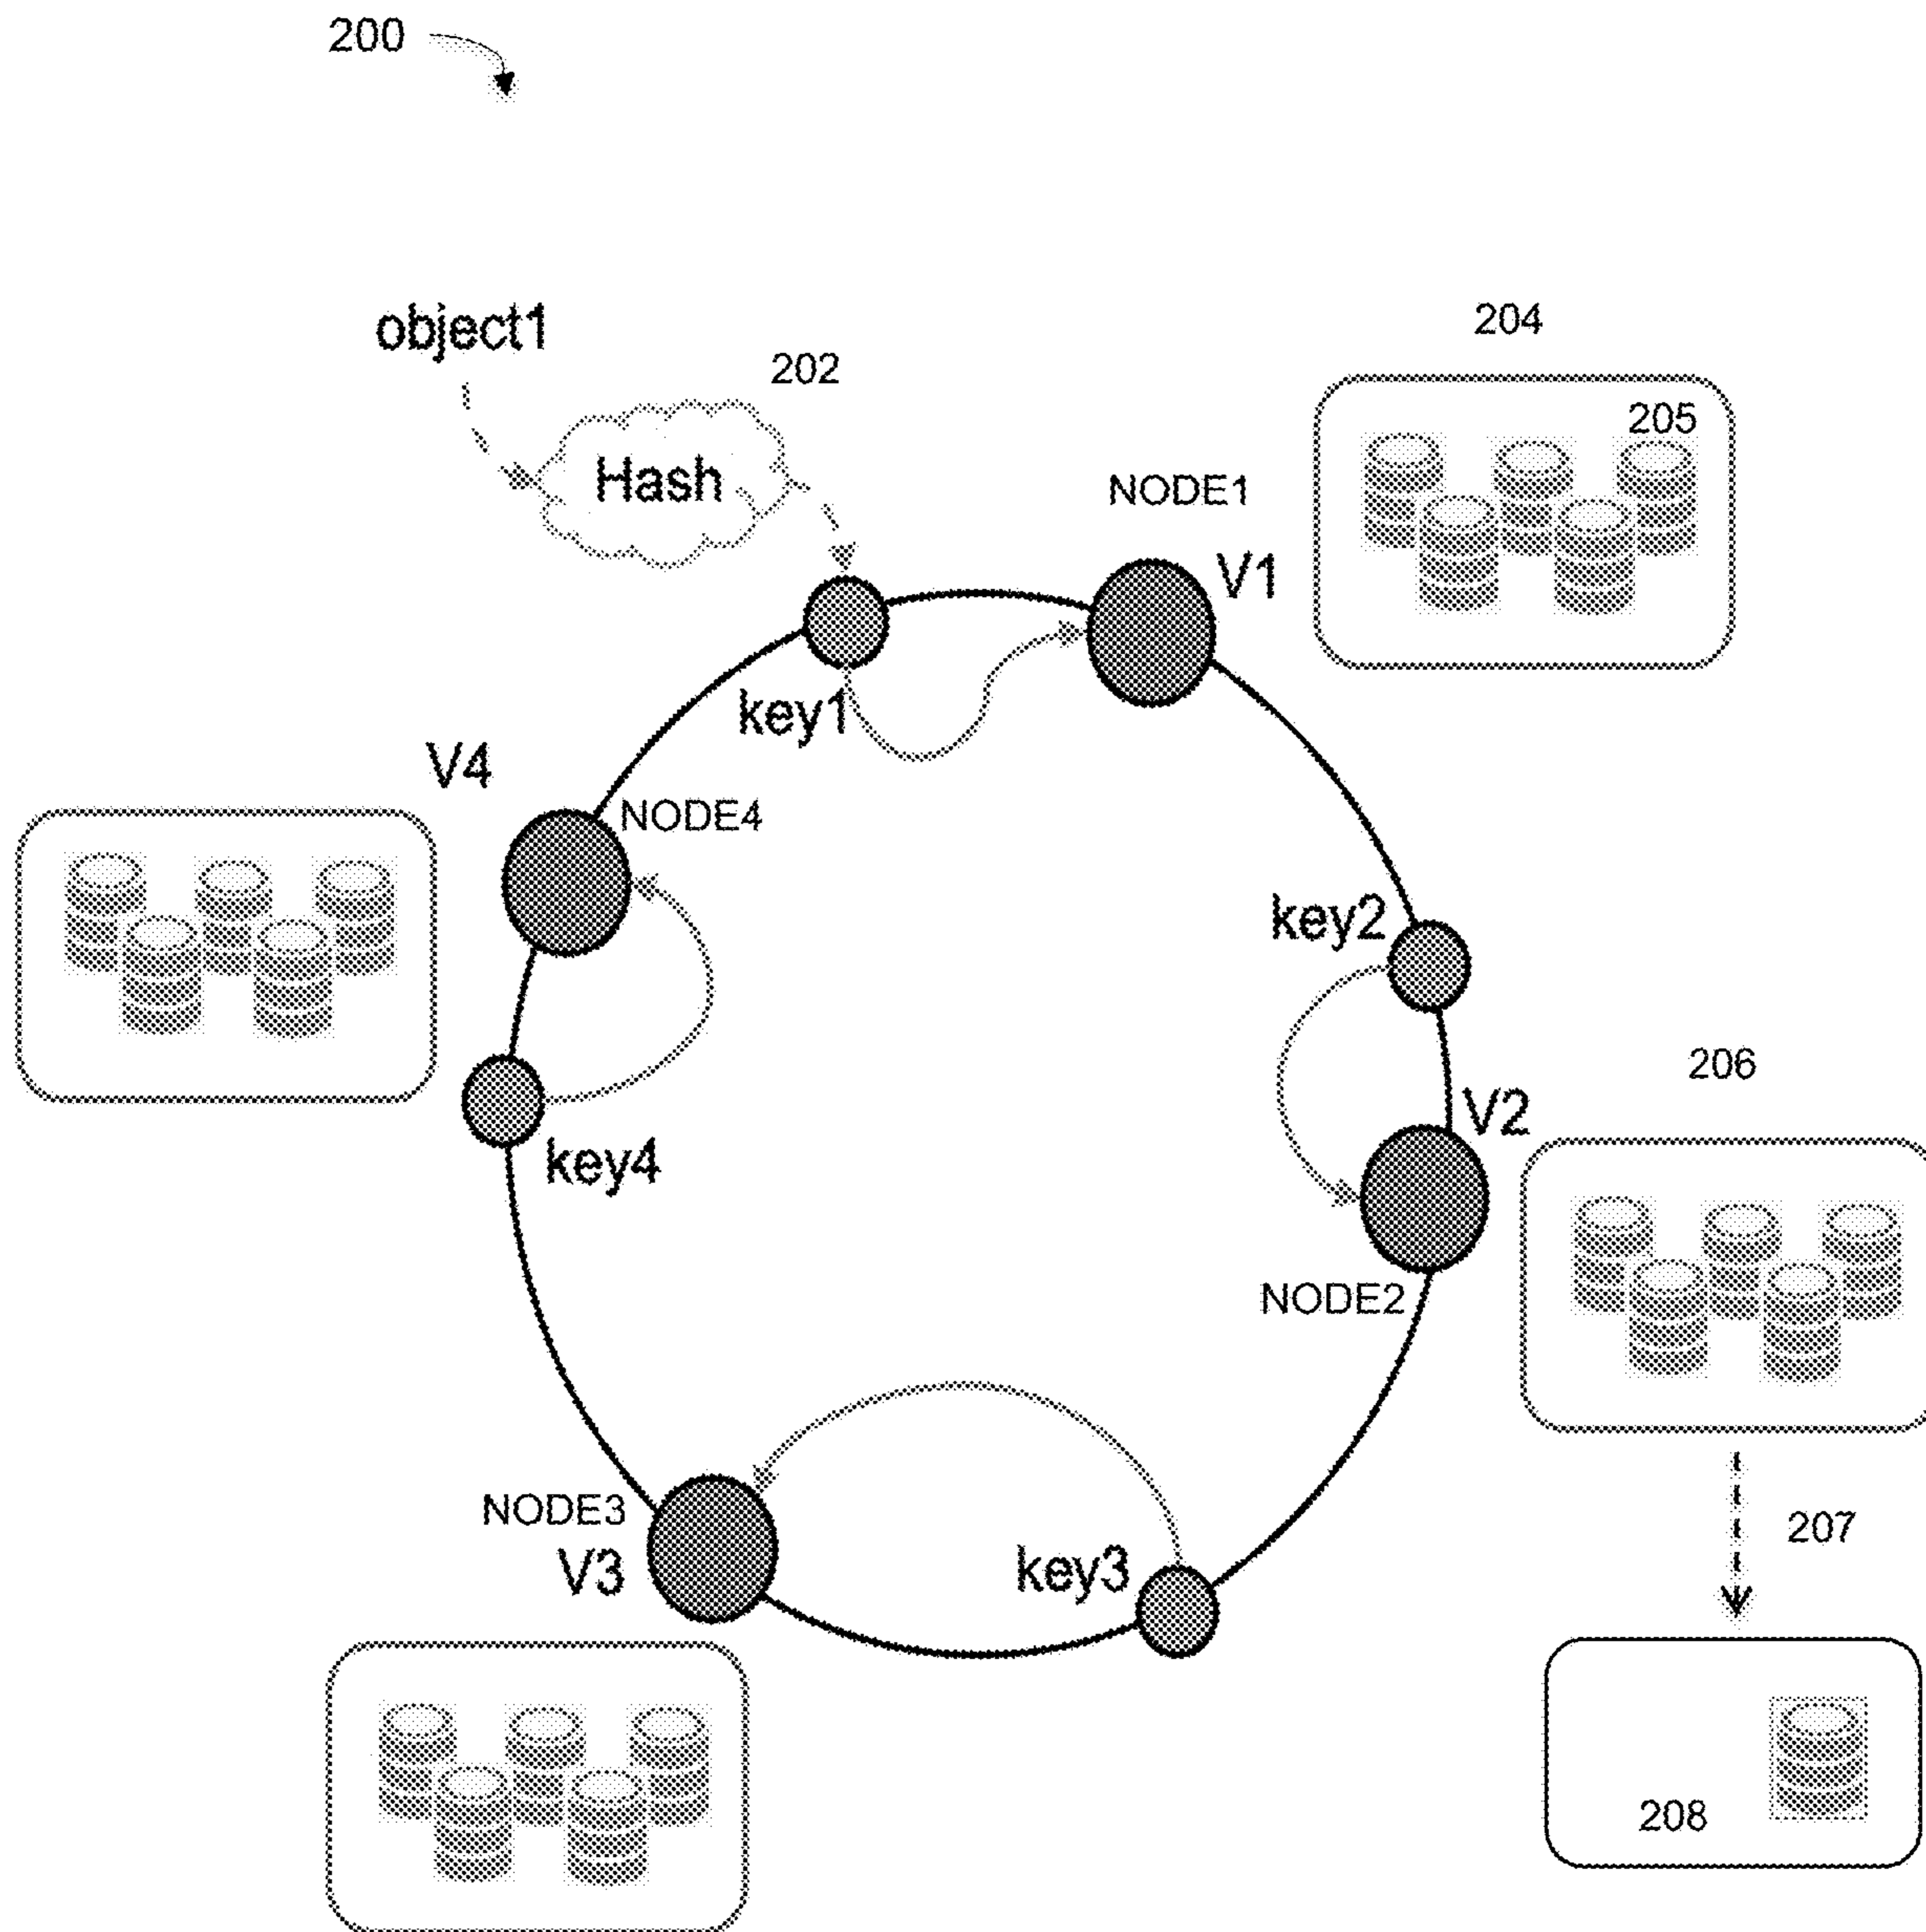 200
object1
202
Hash
204
205
NODE1
V1
key1
V4
NODE4
key2
206
V2
key4
NODE2
207
NODE3
V3
key3
208